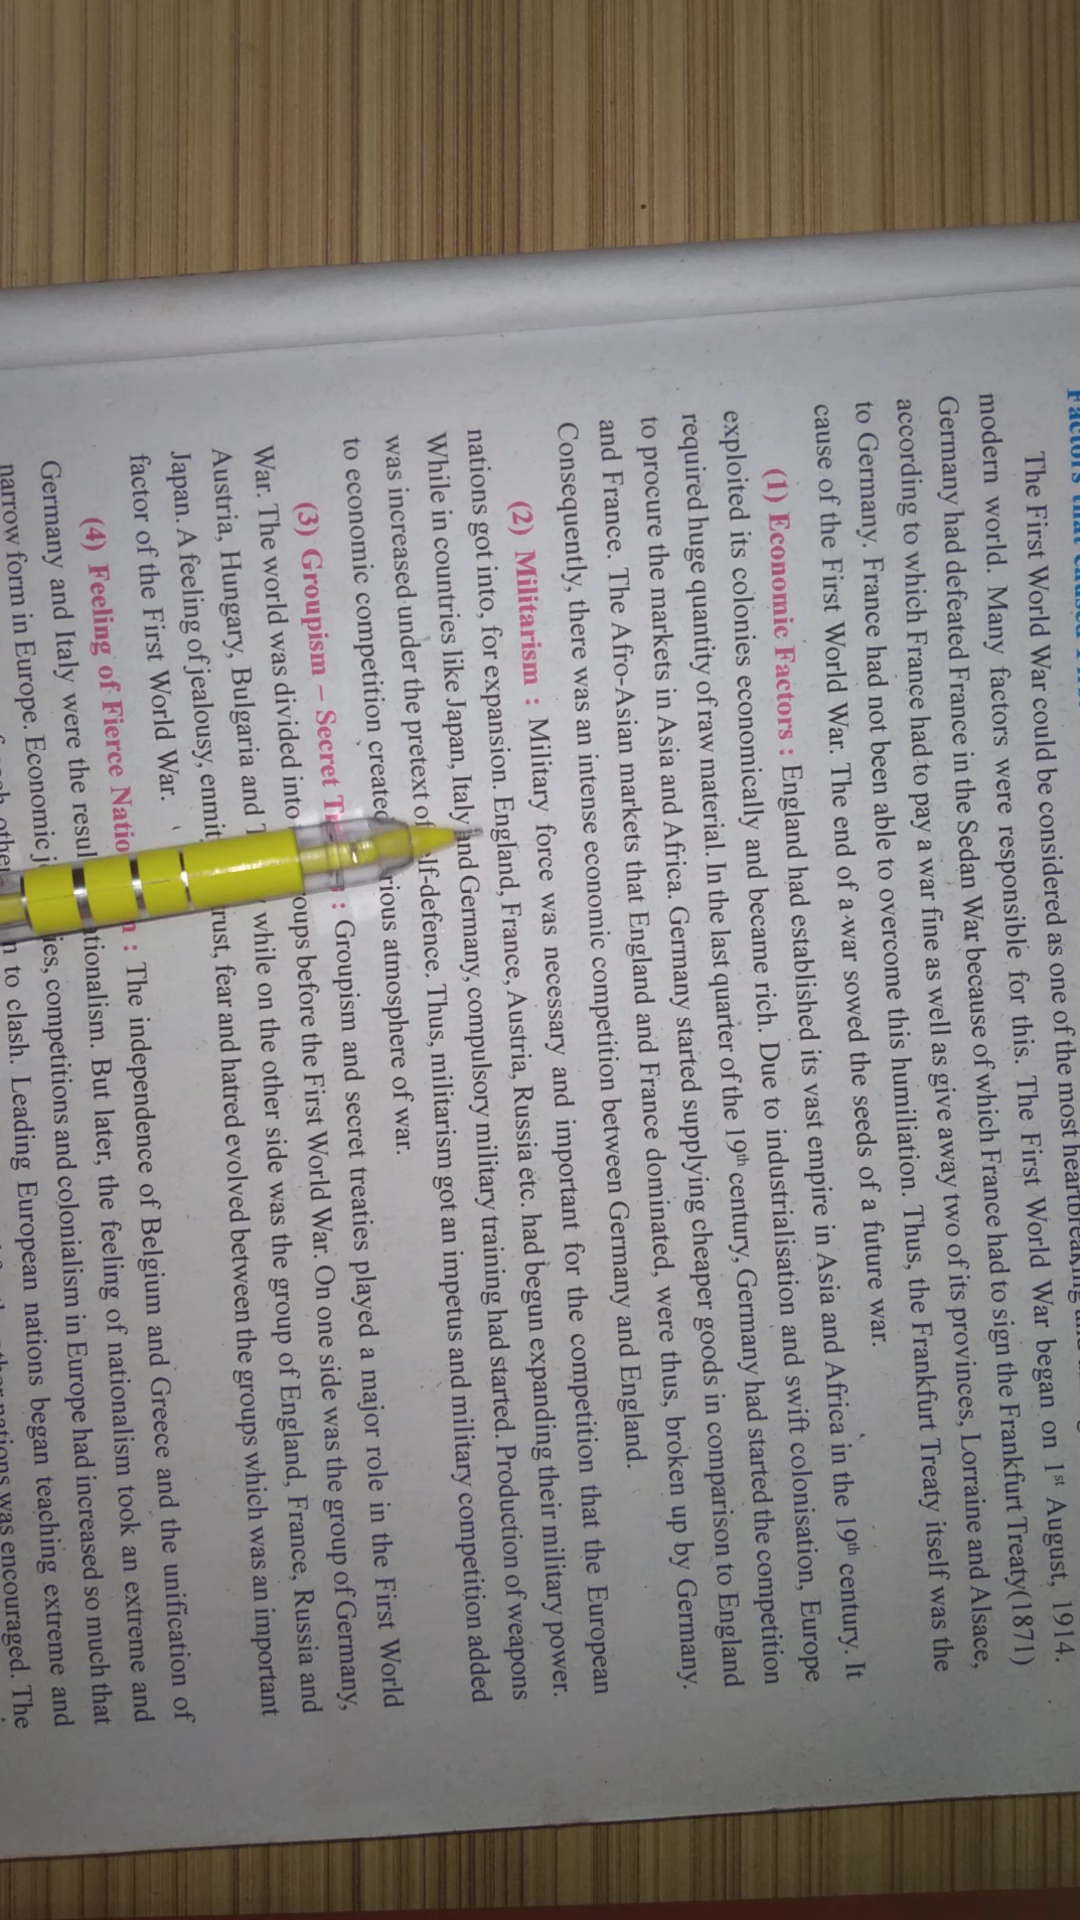 Factors that Caused
The First World War could be considered as one of the most heartbreaking
modern world. Many factors were responsible for this. The First World War began on 1st August, 1914.
Germany had defeated France in the Sedan War because of which France had to sign the Frankfurt Treaty(1871)
according to which France had to pay a war fine as well as give away two of its provinces, Lorraine and Alsace,
to Germany. France had not been able to overcome this humiliation. Thus, the Frankfurt Treaty itself was the
cause of the First World War. The end of a war sowed the seeds of a future war.
(1) Economic Factors : England had established its vast empire in Asia and Africa in the 19th century. It
exploited its colonies economically and became rich. Due to industrialisation and swift colonisation, Europe
required huge quantity of raw material. In the last quarter of the 19th century, Germany had started the competition
to procure the markets in Asia and Africa. Germany started supplying cheaper goods in comparison to England
and France. The Afro-Asian markets that England and France dominated, were thus, broken up by Germany.
Consequently, there was an intense economic competition between Germany and England.
(2) Militarism : Military force was necessary and important for the competition that the European
nations got into, for expansion. England, France, Austria, Russia etc. had begun expanding their military power.
While in countries like Japan, Italy and Germany, compulsory military training had started. Production of weapons
was increased under the pretext of lf-defence. Thus, militarism got an impetus and military competition added
to economic competition created rious atmosphere of war.
(3) Groupism – Secret Tr : Groupism and secret treaties played a major role in the First World
War. The world was divided into oups before the First World War. On one side was the group of Germany,
Austria, Hungary, Bulgaria and T while on the other side was the group of England, France, Russia and
Japan. A feeling of jealousy, enmit rust, fear and hatred evolved between the groups which was an important
factor of the First World War.
(4) Feeling of Fierce Natio n : The independence of Belgium and Greece and the unification of
Germany and Italy were the resul tionalism. But later, the feeling of nationalism took an extreme and
narrow form in Europe. Economic j ies, competitions and colonialism in Europe had increased so much that
to clash. Leading European nations began teaching extreme and
nations was encouraged. The